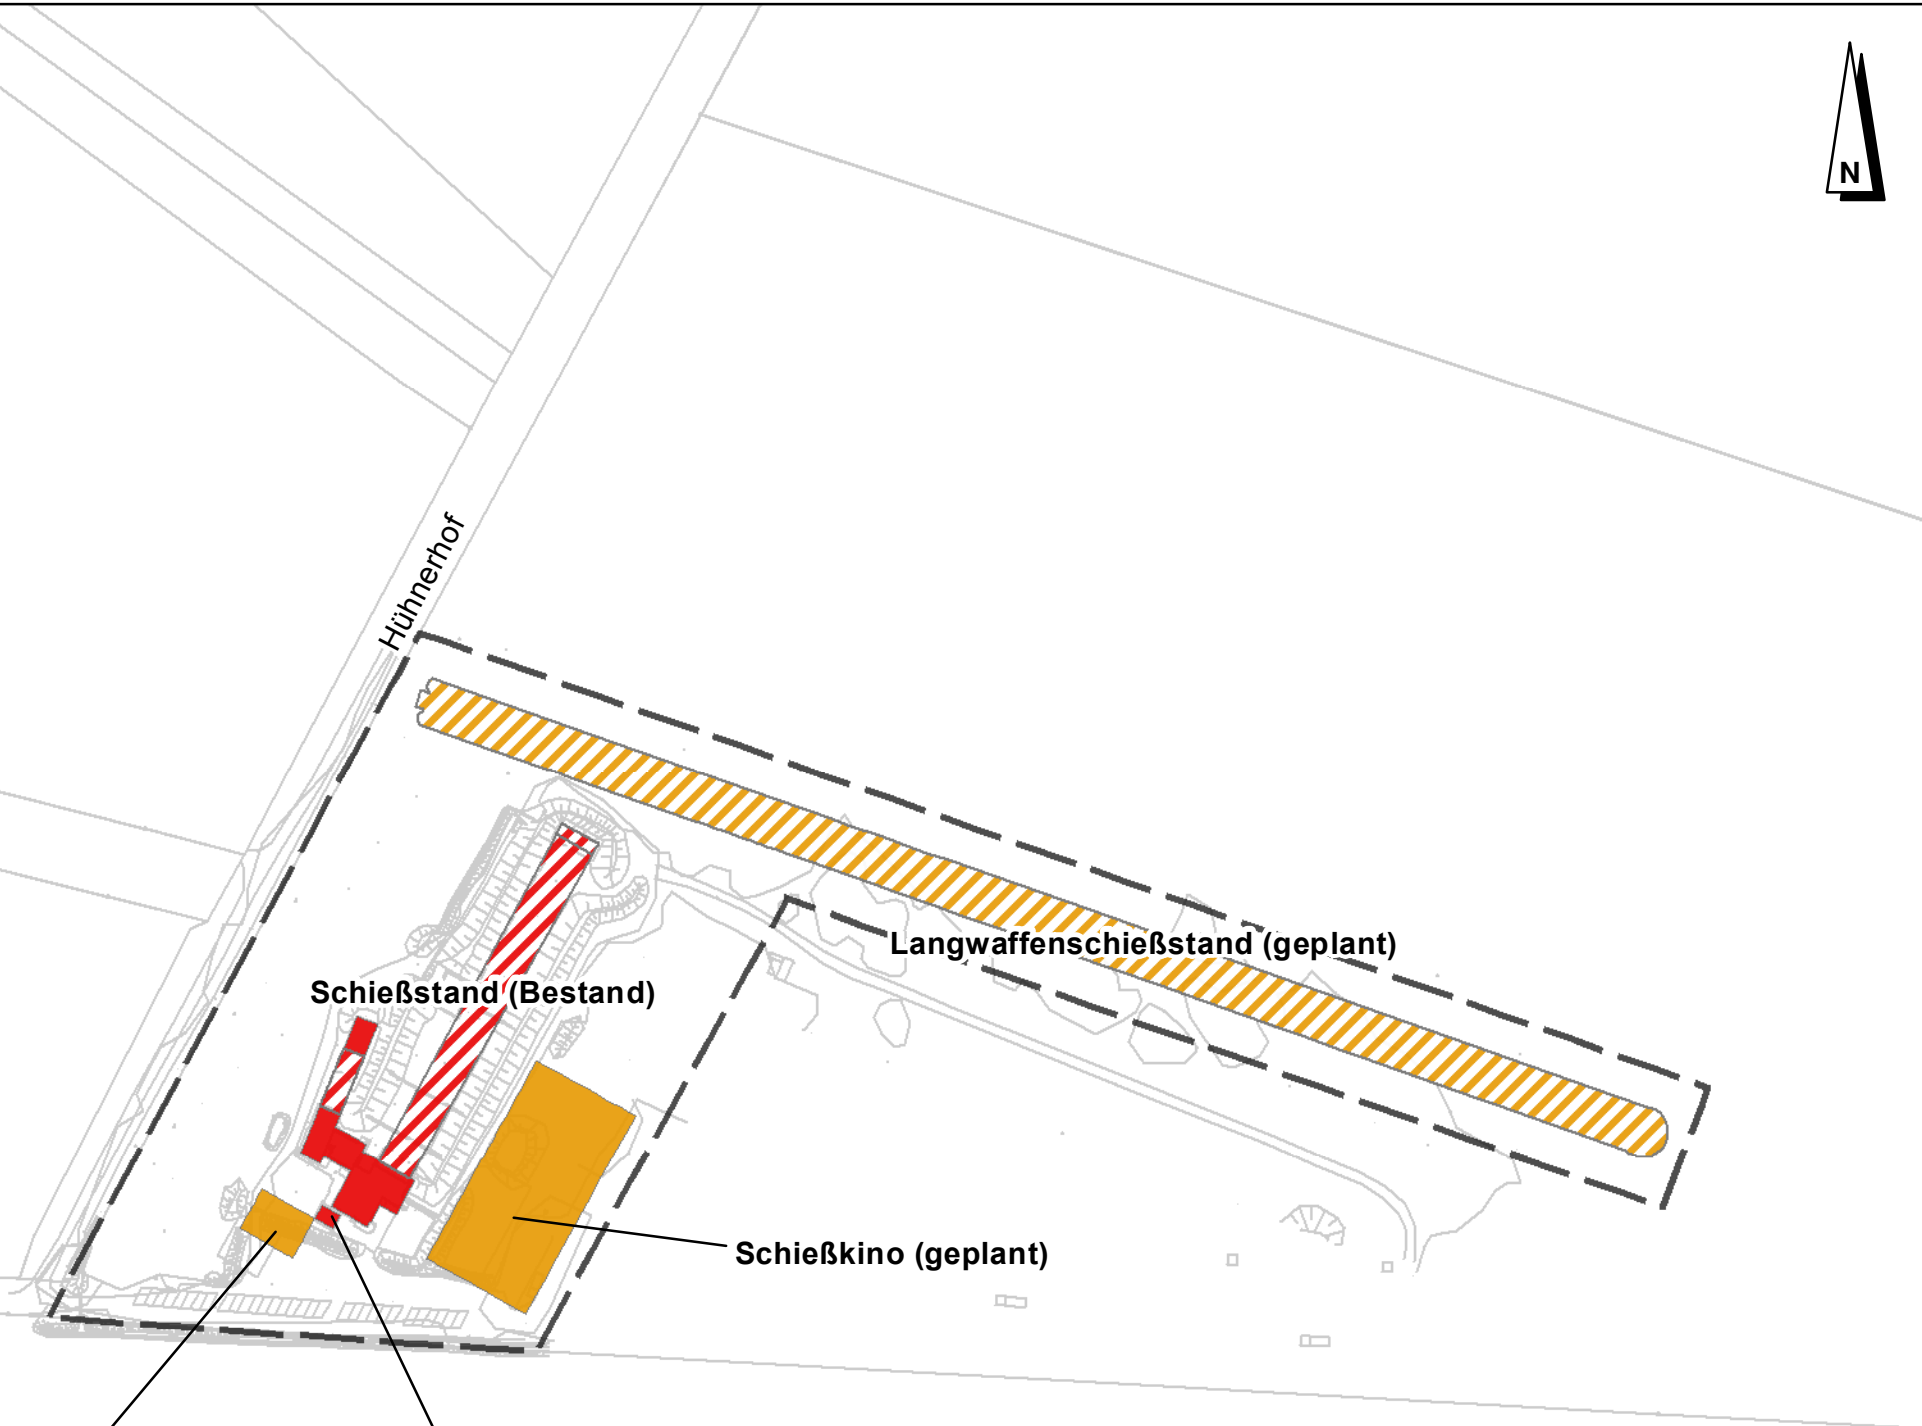 N
Hühnerhof
Langwaffenschießstand (geplant)
Schießstand (Bestand)
Schießkino (geplant)